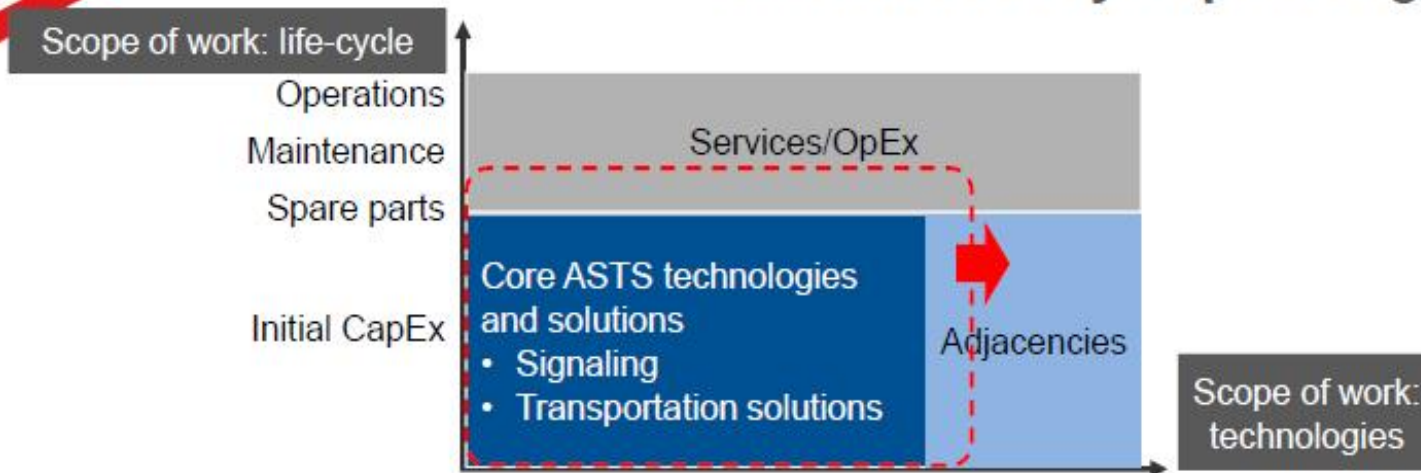 Scope of work: life-cycle
Operations
Maintenance
Spare parts
Initial CapEx
Services/OpEx
Core ASTS technologies
and solutions
• Signaling
• Transportation solutions
Adjacencies
Scope of work:
technologies